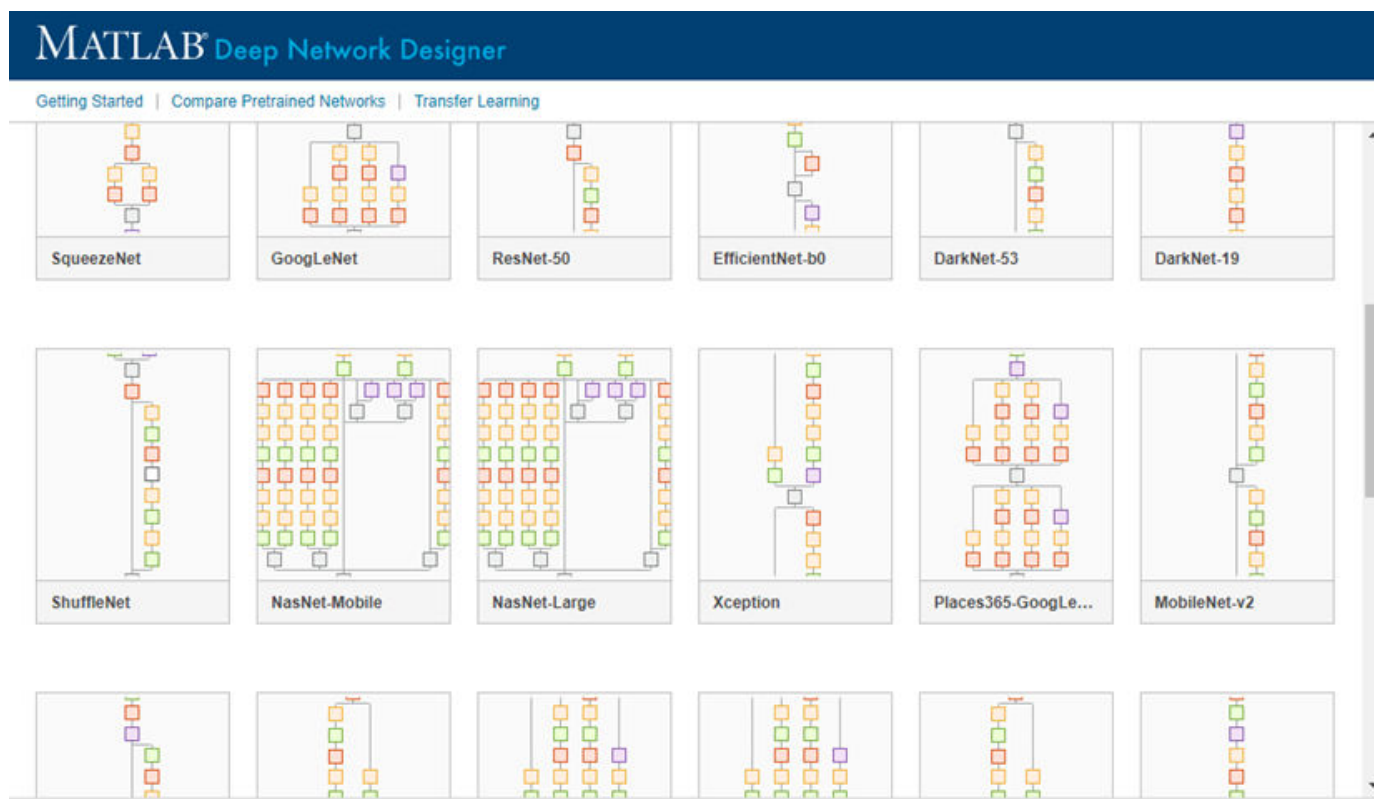 MATLAB® Deep Network Designer
Getting Started | Compare Pretrained Networks | Transfer Learning
SqueezeNet GoogLeNet ResNet-50 EfficientNet-b0 DarkNet-53 DarkNet-19
ShuffleNet NasNet-Mobile NasNet-Large Xception Places365-GoogLe... MobileNet-v2